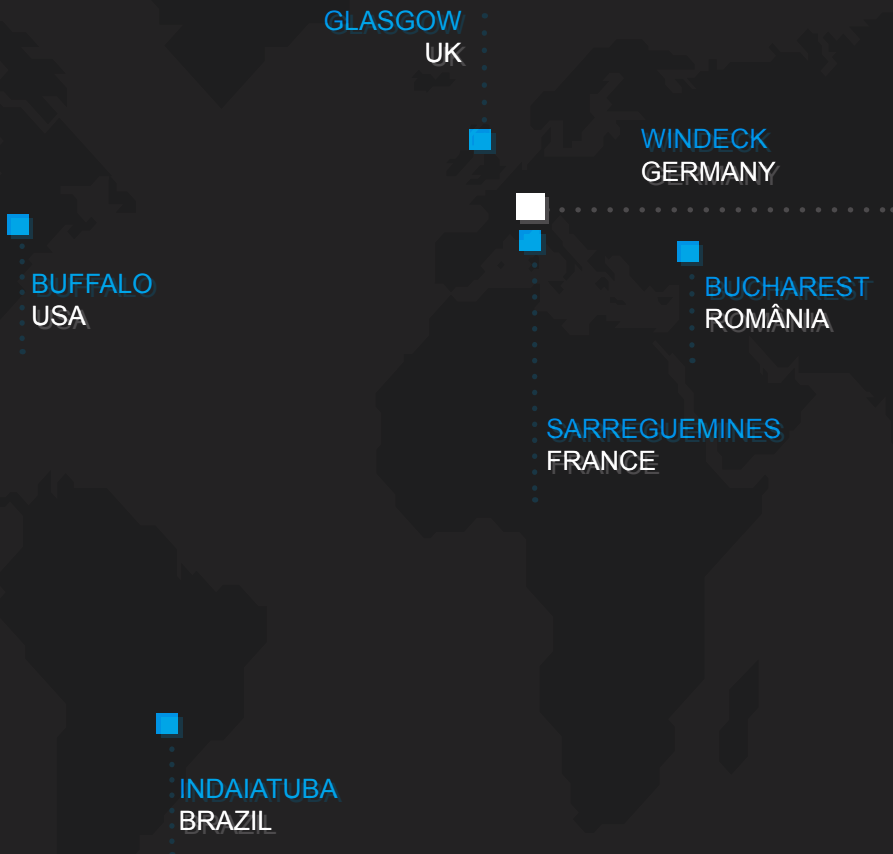 GLASGOW
UK
WINDECK
GERMANY
BUFFALO
USA
BUCHAREST
ROMÂNIA
SARREGUEMINES
FRANCE
INDAIATUBA
BRAZIL